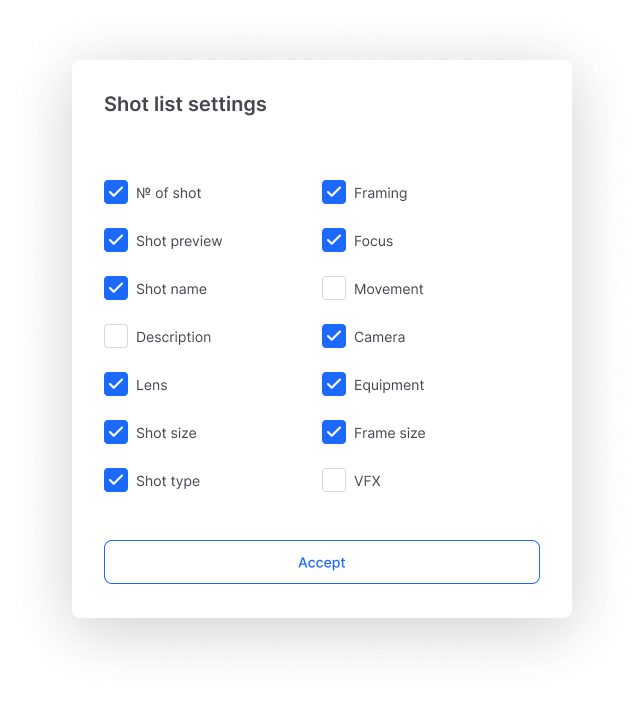 Shot list settings
№ of shot
Shot preview
Shot name
Description
Lens
Shot size
Shot type
Framing
Focus
Movement
Camera
Equipment
Frame size
VFX
Accept